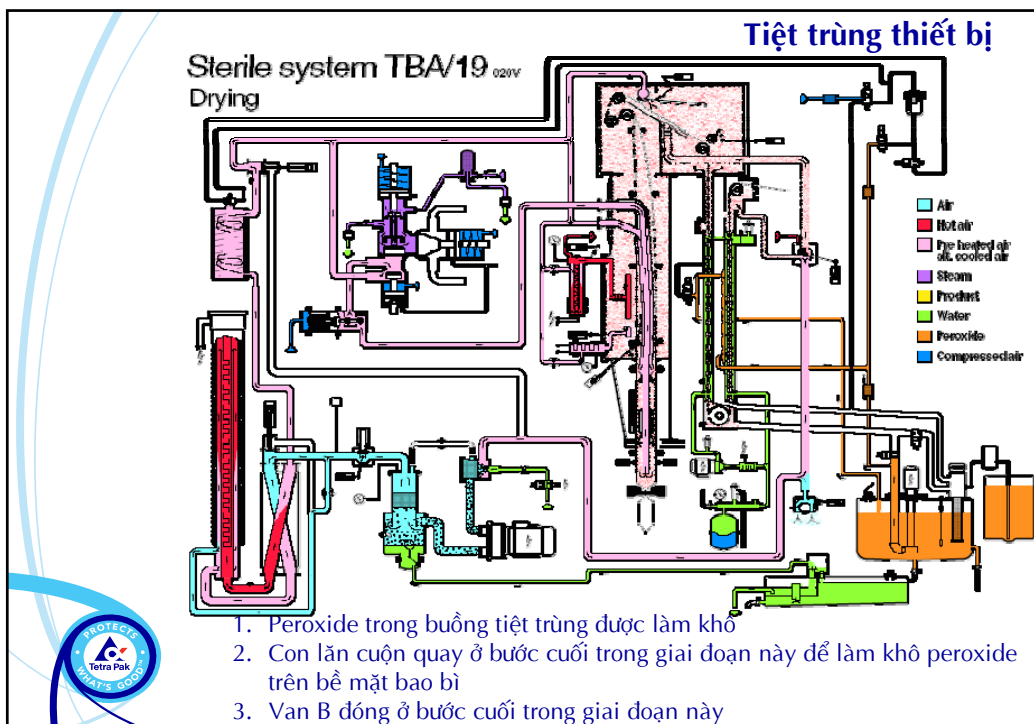 Tiệt trùng thiết bị
Sterile system TBA/19 020V
Drying
Air
Hot air
Pre heated air
alt. cooled air
Steam
Product
Water
Peroxide
Compressed air
1. Peroxide trong buồng tiệt trùng được làm khô
2. Con lăn cuộn quay ở bước cuối trong giai đoạn này để làm khô peroxide
trên bề mặt bao bì
3. Van B đóng ở bước cuối trong giai đoạn này
PROTECTS
Tetra Pak
WHAT'S GOOD